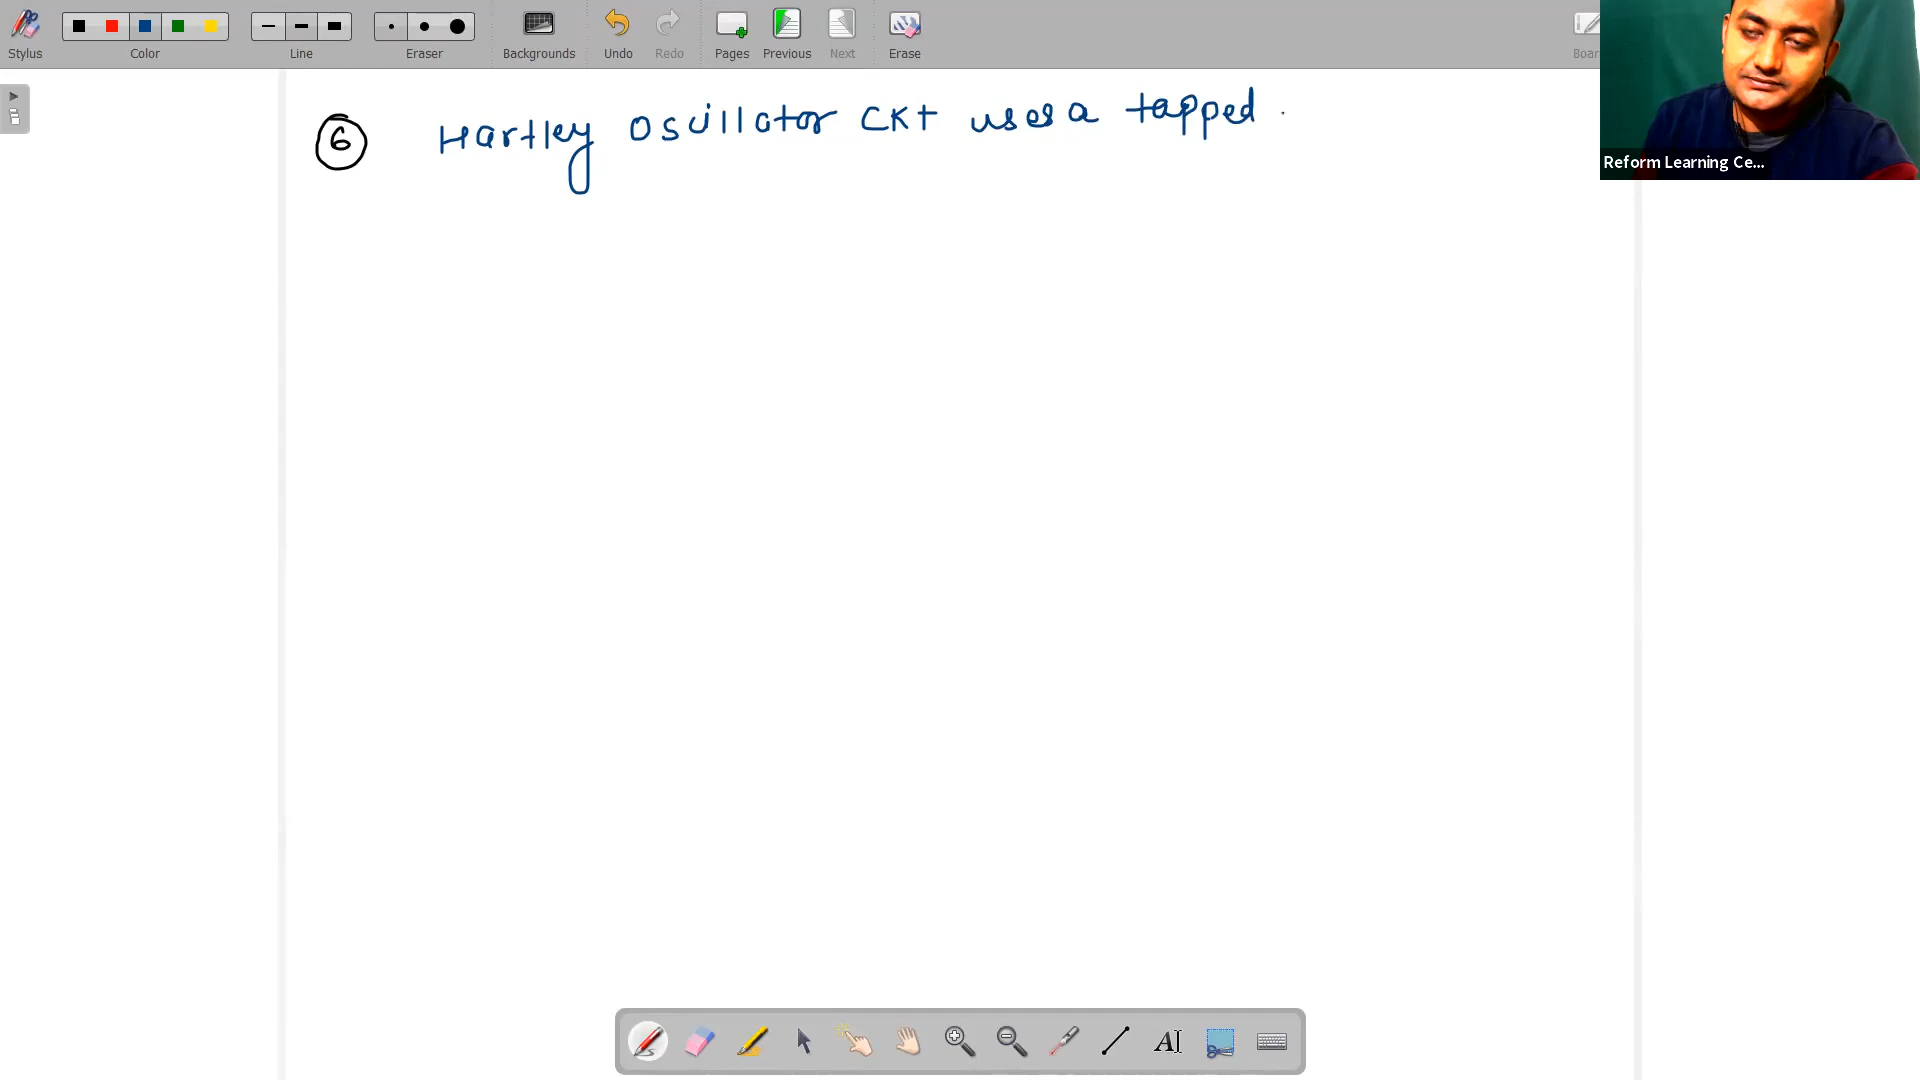 Stylus
Color
Line
Eraser
Backgrounds
Undo
Redo
Pages
Previous
Next
Erase
Boar
Reform Learning Ce...
6 Hartley Oscillator CKT uses a tapped